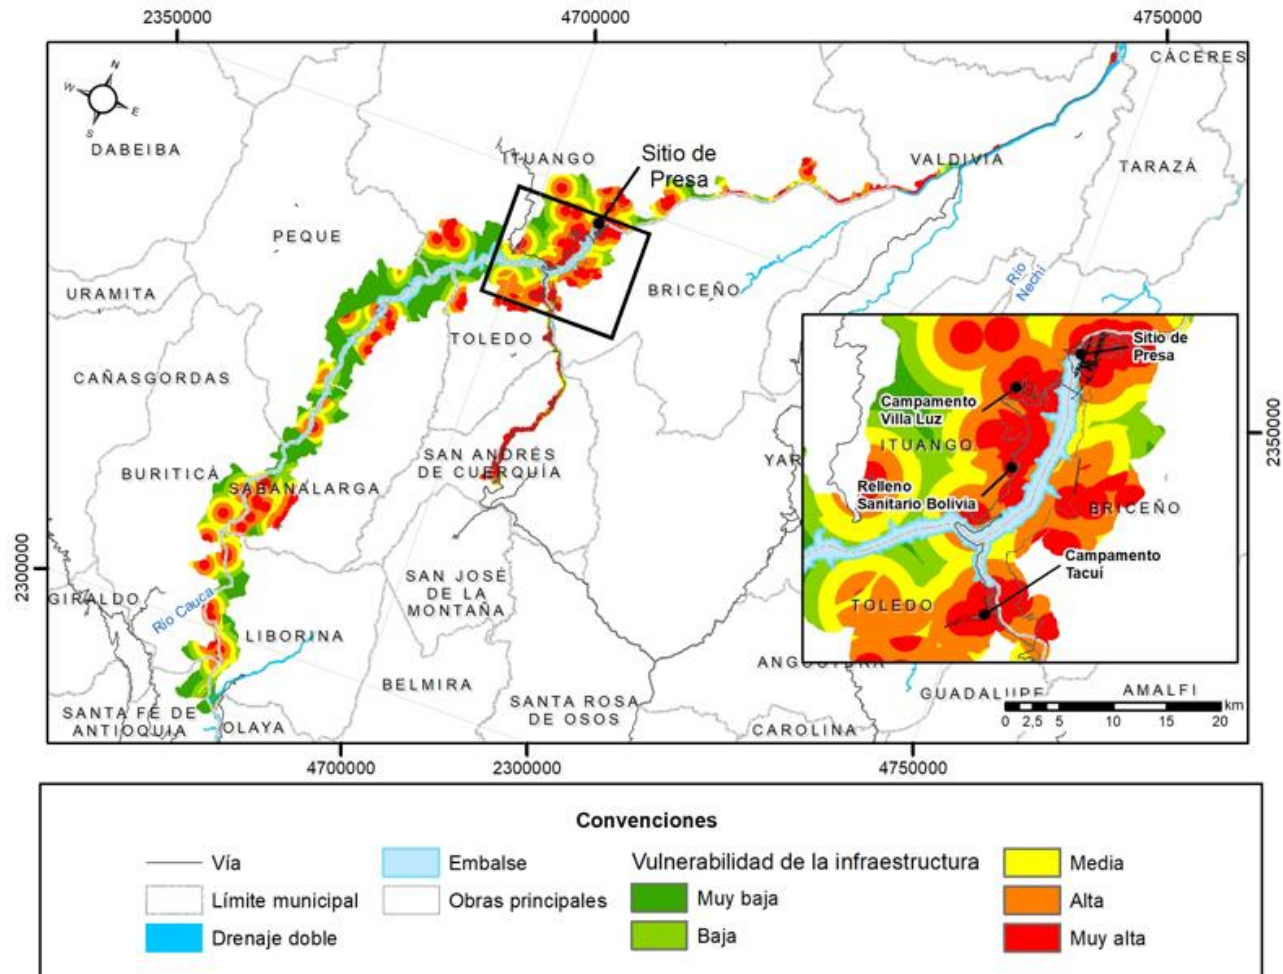 2350000
4700000
4750000
N
W
E
S
CÁCERES
DABEIBA
ITUANGO
Sitio de
Presa
VALDIVIA
TARAZÁ
PEQUE
URAMITA
BRICEÑO
Río
Nechí
TOLEDO
CAÑASGORDAS
2350000
BURITICÁ
SABANALARGA
SAN ANDRÉS
DE CUERQUÍA
YAR
2300000
GIRALDO
Río Cauca
SAN JOSÉ
DE LA
MONTAÑA
LIBORINA
BELMIRA
SANTA ROSA
DE OSOS
SANTA FÉ DE
ANTIOQUIA
OLAYA
CAROLINA
GUADALUPE
AMALFI
Sitio de
Presa
Campamento
Villa Luz
ITUANGO
Relleno
Sanitario Bolivia
BRICEÑO
Campamento
Tacuí
TOLEDO
0 2,5 5 10 15 20 km
4700000
2300000
4750000
Convenciones
Vía
Límite municipal
Drenaje doble
Embalse
Obras principales
Vulnerabilidad de la infraestructura
Muy baja
Baja
Media
Alta
Muy alta